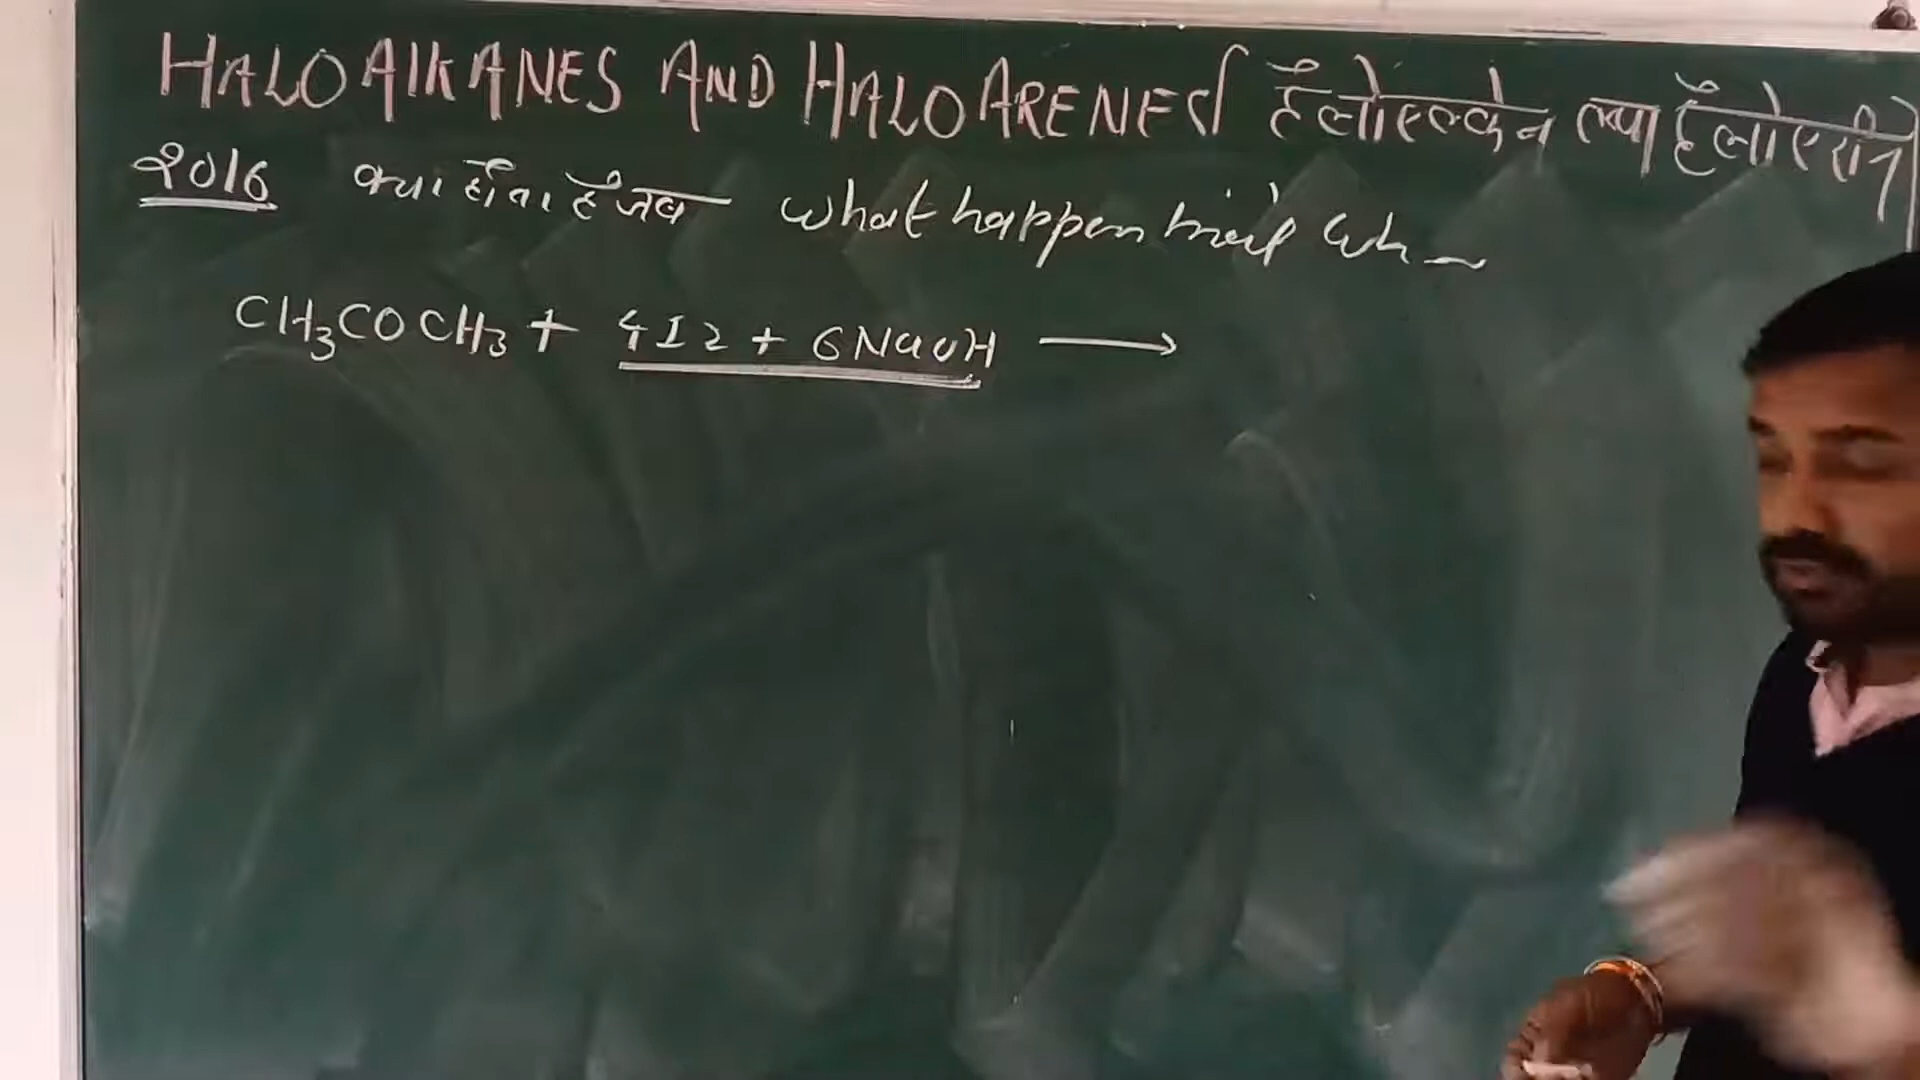 HALOALKANES AND HALOARENES हैलोएल्केन तथा हैलोएरीन
2016 क्या होता है जब what happen
CH3COCH3 + 4I2 + 6NaOH ⟶